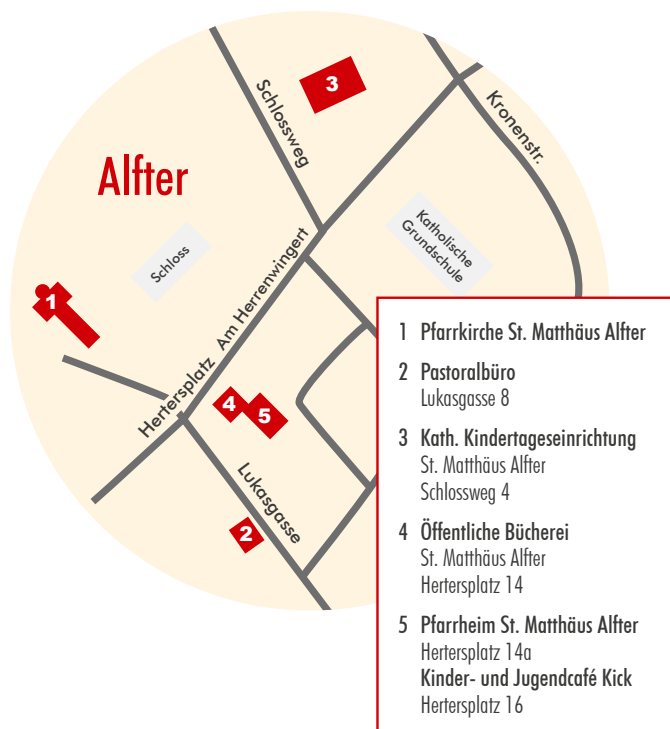 3
Schlossweg
Kronenstr.
Alfter
Katholische
Grundschule
Schloss
1
Hertersplatz Am Herrenwingert
4
5
Lukasgasse
2
1 Pfarrkirche St. Matthäus Alfter
2 Pastoralbüro
Lukasgasse 8
3 Kath. Kindertageseinrichtung
St. Matthäus Alfter
Schlossweg 4
4 Öffentliche Bücherei
St. Matthäus Alfter
Hertersplatz 14
5 Pfarrheim St. Matthäus Alfter
Hertersplatz 14a
Kinder- und Jugendcafé Kick
Hertersplatz 16